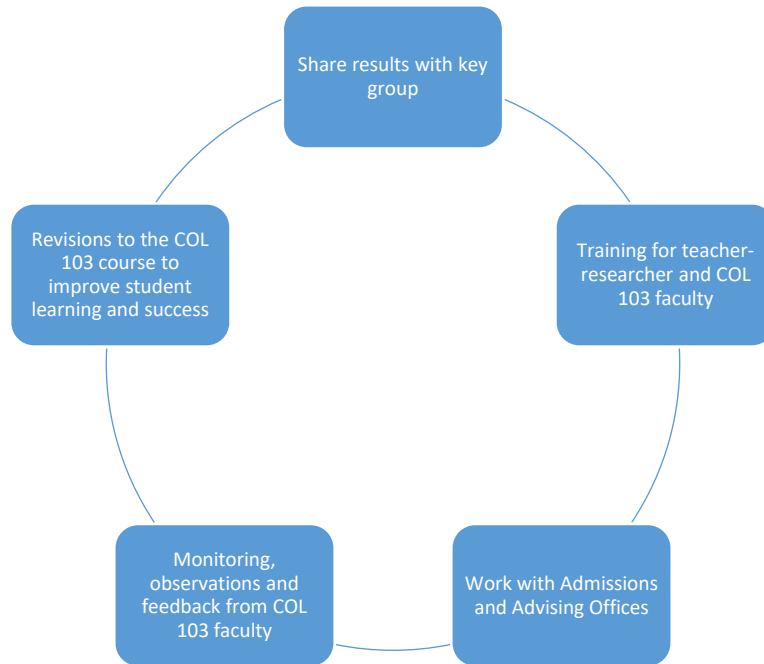 Share results with key
group
Training for teacher-
researcher and COL
103 faculty
Work with Admissions
and Advising Offices
Monitoring,
observations and
feedback from COL
103 faculty
Revisions to the COL
103 course to
improve student
learning and success